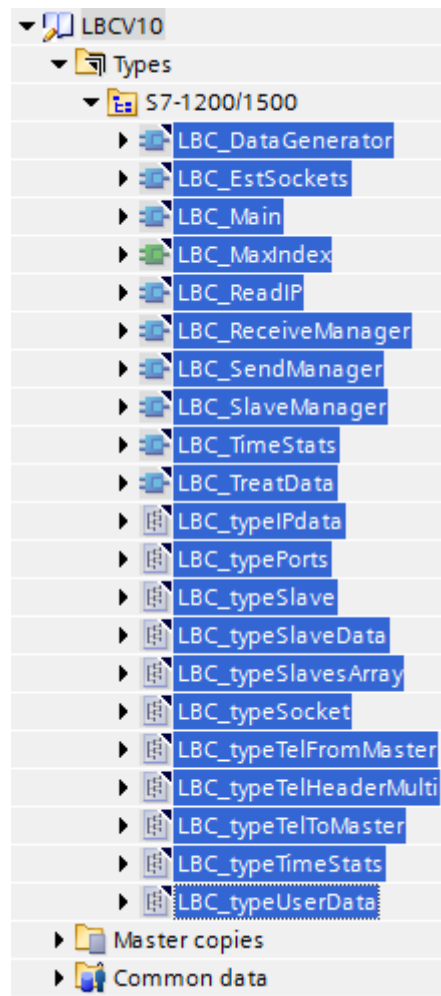 LBCV10
Types
S7-1200/1500
LBC_DataGenerator
LBC_EstSockets
LBC_Main
LBC_MaxIndex
LBC_ReadIP
LBC_ReceiveManager
LBC_SendManager
LBC_SlaveManager
LBC_TimeStats
LBC_TreatData
LBC_typeIPdata
LBC_typePorts
LBC_typeSlave
LBC_typeSlaveData
LBC_typeSlavesArray
LBC_typeSocket
LBC_typeTelFromMaster
LBC_typeTelHeaderMulti
LBC_typeTelToMaster
LBC_typeTimeStats
LBC_typeUserData
Master copies
Common data